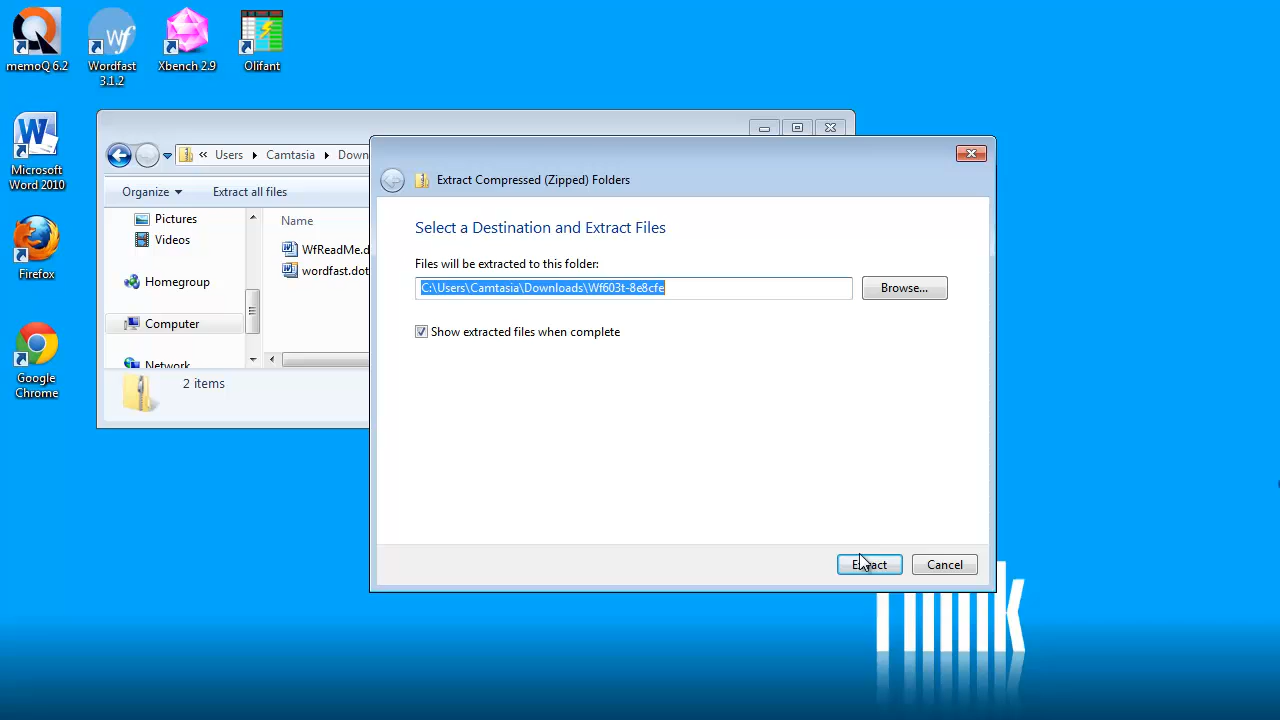 memoQ 6.2
Wordfast
3.1.2
Xbench 2.9
Olifant
Microsoft
Word 2010
Firefox
Google
Chrome
« Users Camtasia Down
Organize Extract all files
Pictures
Videos
Homegroup
Computer
Network
Name
WfReadMe.d
wordfast.dot
2 items
Extract Compressed (Zipped) Folders
Select a Destination and Extract Files
Files will be extracted to this folder:
C:\Users\Camtasia\Downloads\Wf603t-8e8cfe
Browse...
Show extracted files when complete
Extract
Cancel